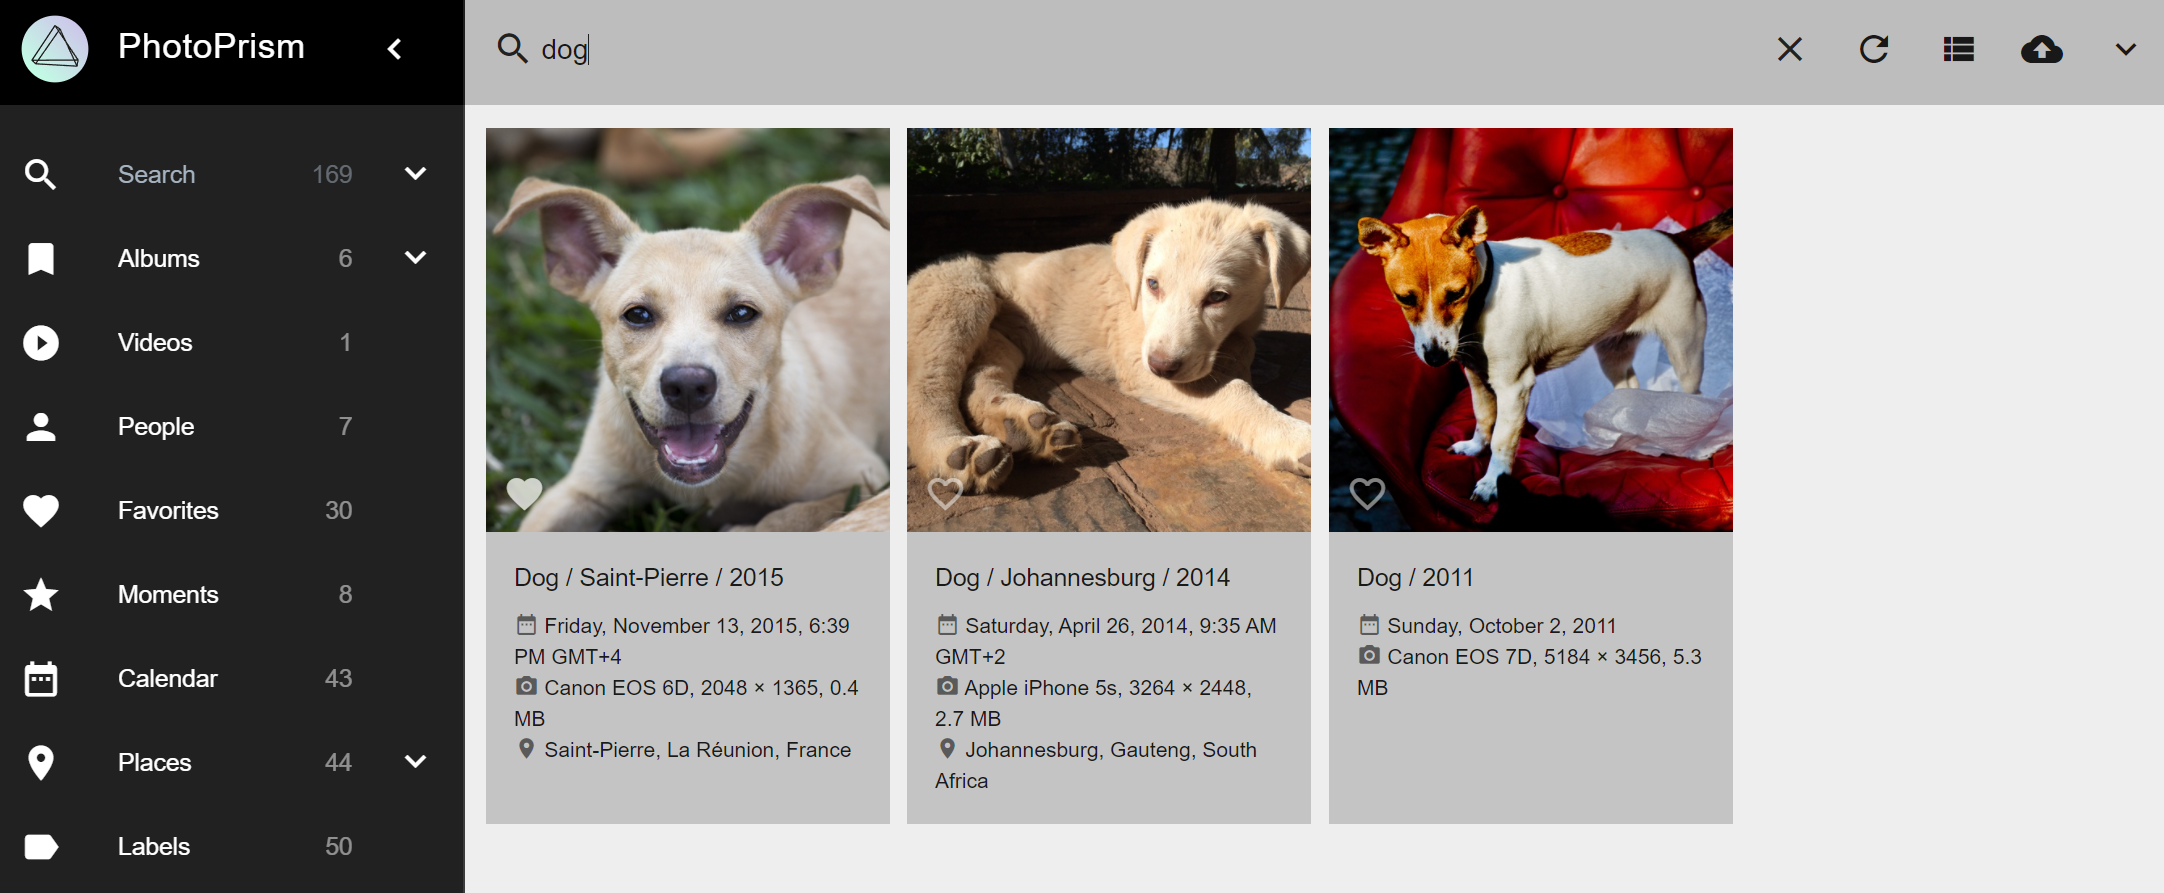 PhotoPrism
dog
Search 169
Albums 6
Videos 1
People 7
Favorites 30
Moments 8
Calendar 43
Places 44
Labels 50
Dog / Saint-Pierre / 2015
Friday, November 13, 2015, 6:39
PM GMT+4
Canon EOS 6D, 2048 × 1365, 0.4
MB
Saint-Pierre, La Réunion, France
Dog / Johannesburg / 2014
Saturday, April 26, 2014, 9:35 AM
GMT+2
Apple iPhone 5s, 3264 × 2448,
2.7 MB
Johannesburg, Gauteng, South
Africa
Dog / 2011
Sunday, October 2, 2011
Canon EOS 7D, 5184 × 3456, 5.3
MB